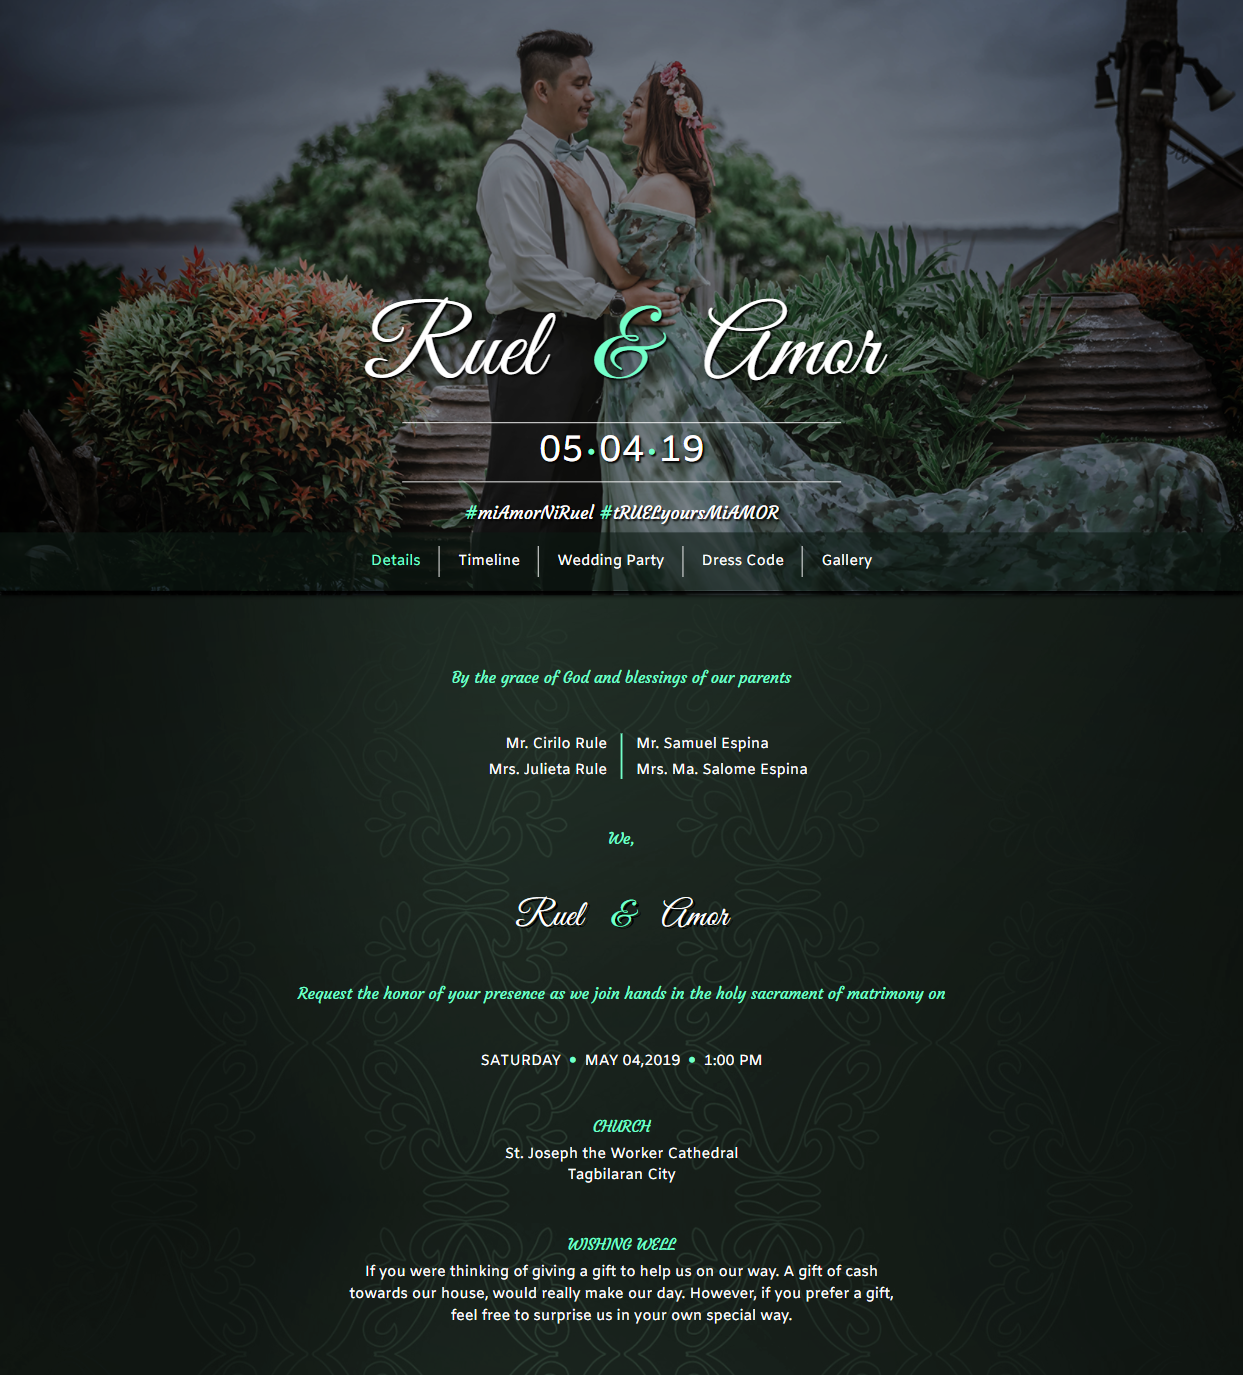 Ruel & Amor
05•04•19
#miAmorNiRuel #tRUELyoursMiAMOR
Details
Timeline
Wedding Party
Dress Code
Gallery
By the grace of God and blessings of our parents
Mr. Cirilo Rule
Mrs. Julieta Rule
Mr. Samuel Espina
Mrs. Ma. Salome Espina
We,
Ruel & Amor
Request the honor of your presence as we join hands in the holy sacrament of matrimony on
SATURDAY • MAY 04,2019 • 1:00 PM
CHURCH
St. Joseph the Worker Cathedral
Tagbilaran City
WISHING WELL
If you were thinking of giving a gift to help us on our way. A gift of cash
towards our house, would really make our day. However, if you prefer a gift,
feel free to surprise us in your own special way.